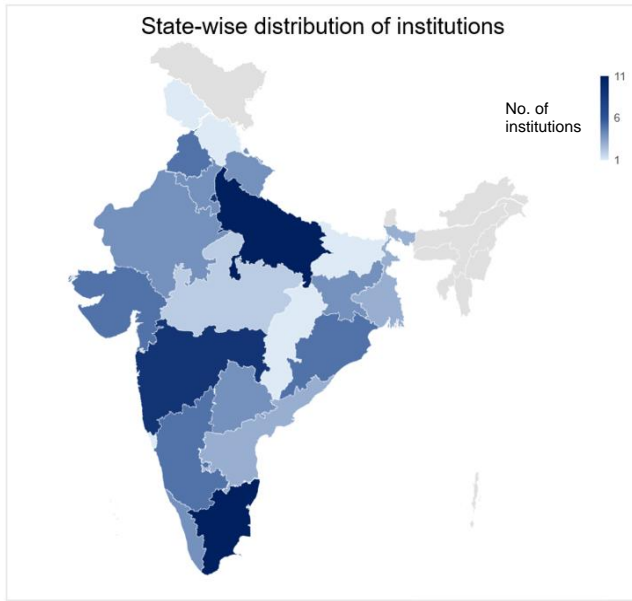 State-wise distribution of institutions
No. of
institutions
11
6
1